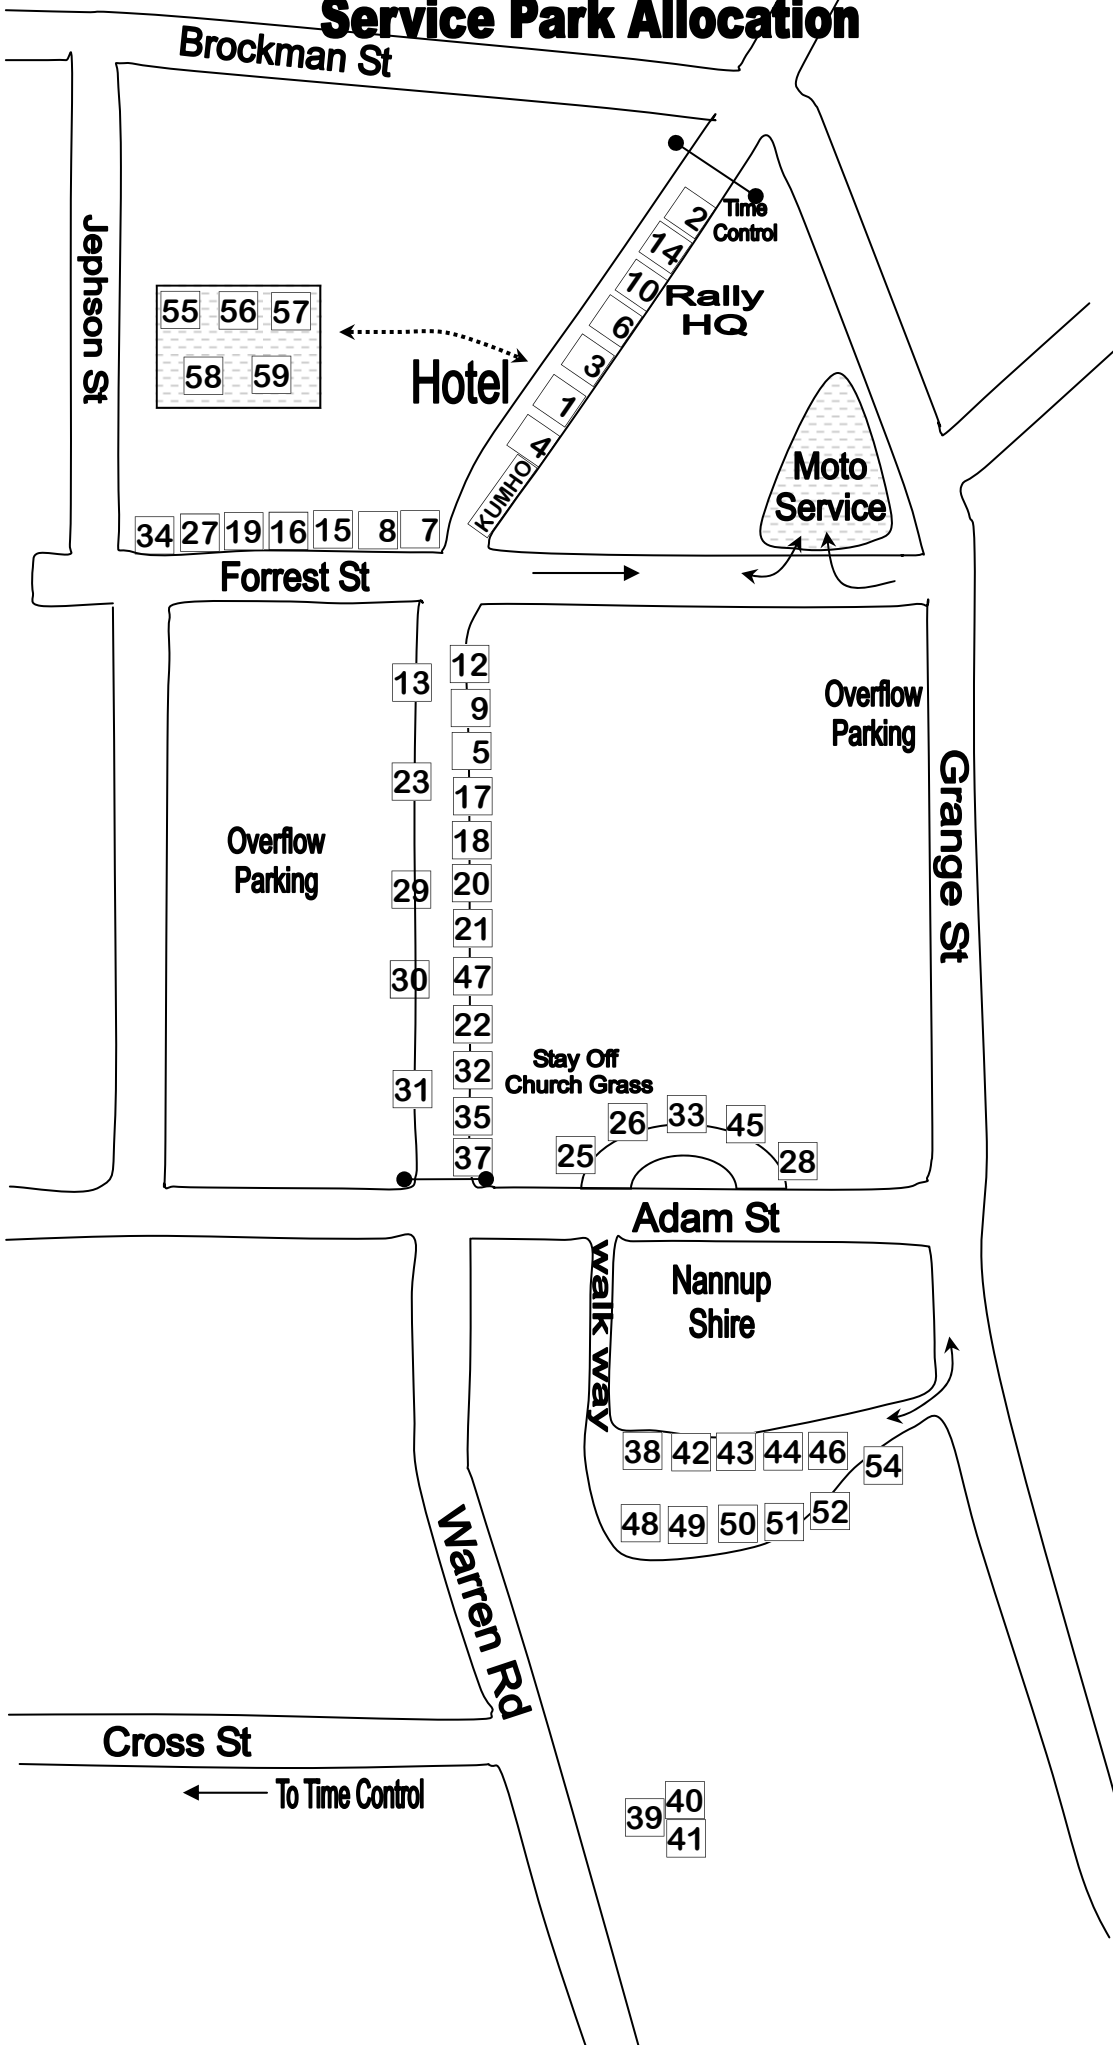 Service Park Allocation
Brockman St
Jephson St
2
Time
Control
14
10
Rally
HQ
6
3
1
4
KUMHO
55 56 57
58 59
Hotel
Moto
Service
34 27 19 16 15 8 7
Forrest St
12
13
9
5
23
17
18
29
20
21
30
47
22
31
32
35
37
Overflow
Parking
Overflow
Parking
Grange St
Stay Off
Church Grass
25 26 33 45 28
Adam St
walk way
Nannup
Shire
38 42 43 44 46 54
48 49 50 51 52
Warren Rd
Cross St
To Time Control
40
39
41